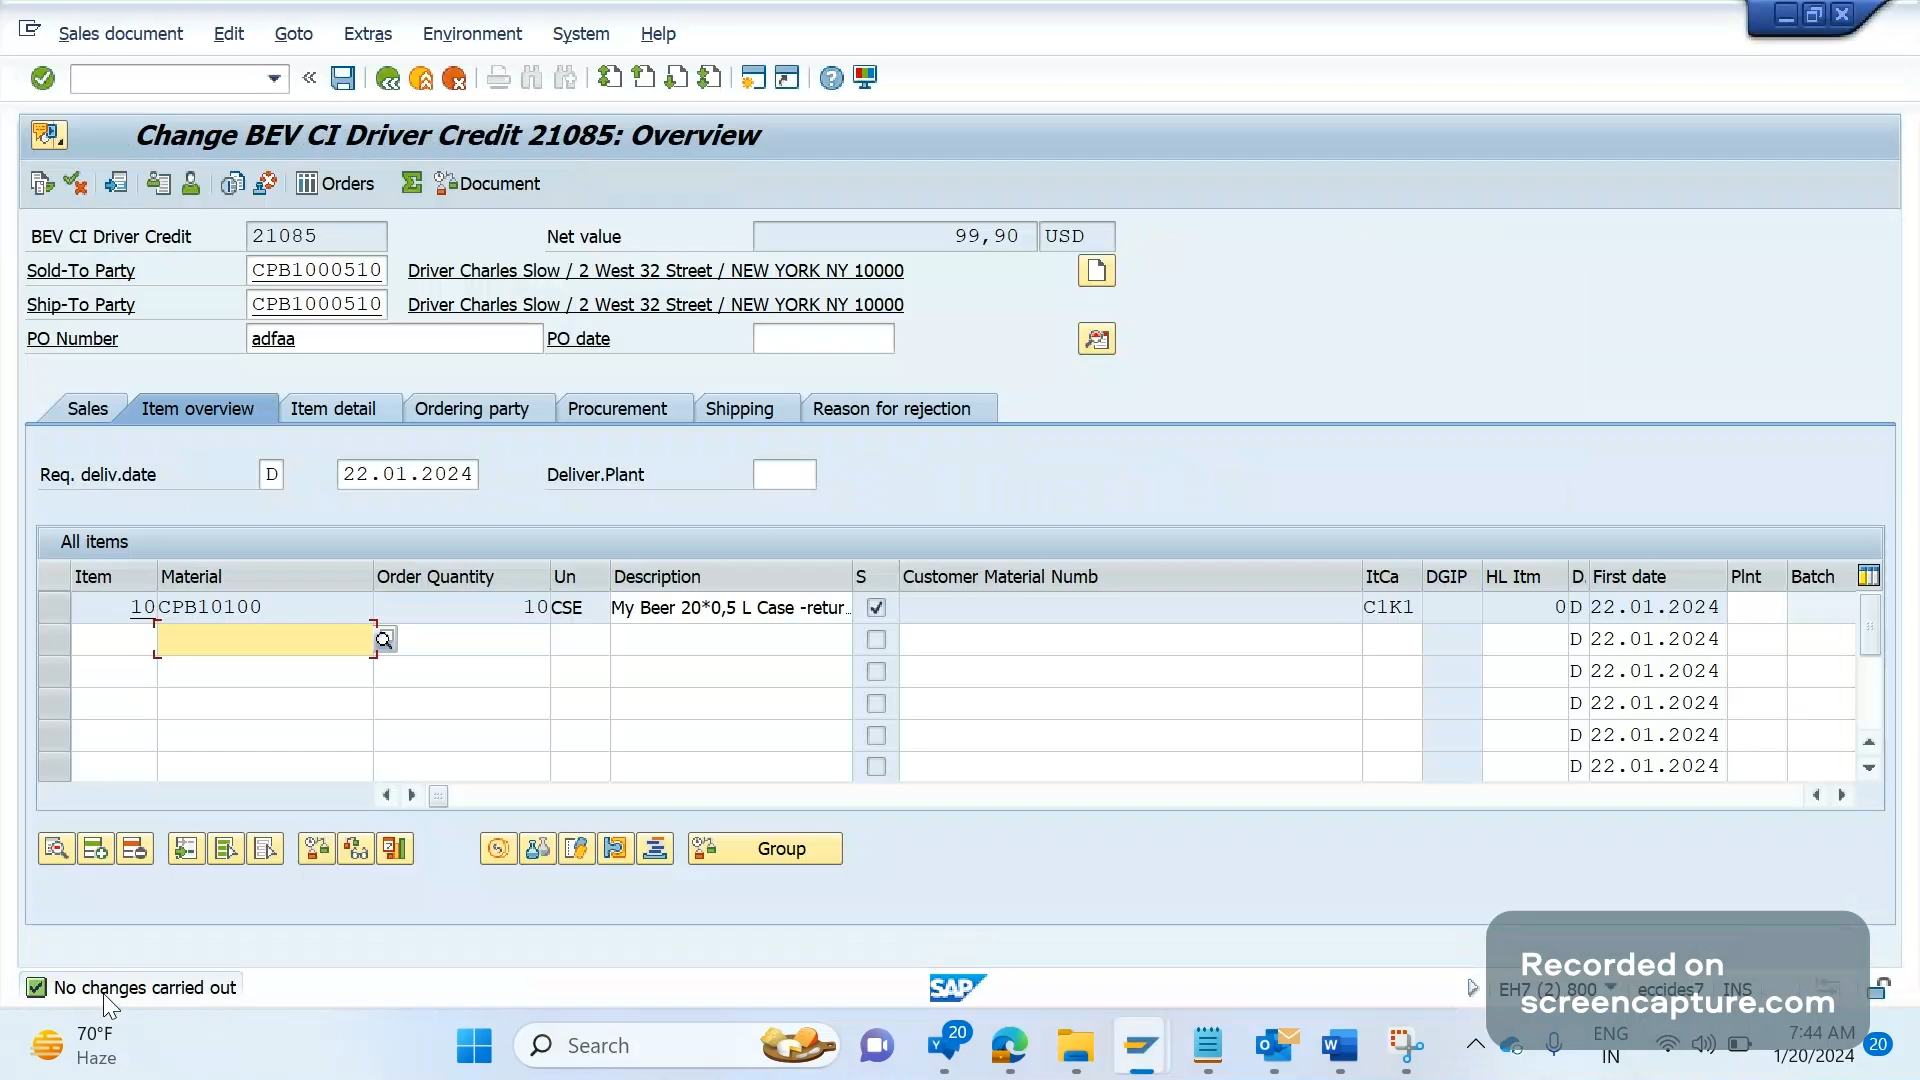 Sales document Edit Goto Extras Environment System Help
Change BEV CI Driver Credit 21085: Overview
Orders Document
BEV CI Driver Credit 21085 Net value 99,90 USD
Sold-To Party CPB1000510 Driver Charles Slow / 2 West 32 Street / NEW YORK NY 10000
Ship-To Party CPB1000510 Driver Charles Slow / 2 West 32 Street / NEW YORK NY 10000
PO Number adfaa PO date
Sales Item overview Item detail Ordering party Procurement Shipping Reason for rejection
Req. deliv.date D 22.01.2024 Deliver.Plant
All items
Item Material Order Quantity Un Description S Customer Material Numb ItCa DGIP HL Itm D. First date Plnt Batch
10 CPB10100 10 CSE My Beer 20*0,5 L Case -retur... C1K1 0 D 22.01.2024
D 22.01.2024
D 22.01.2024
D 22.01.2024
D 22.01.2024
D 22.01.2024
Group
No changes carried out SAP EH7 (2) 800 eccides7 INS
Recorded on
screencapture.com
70°F
Haze
Search
20
ENG
IN
7:44 AM
1/20/2024
20